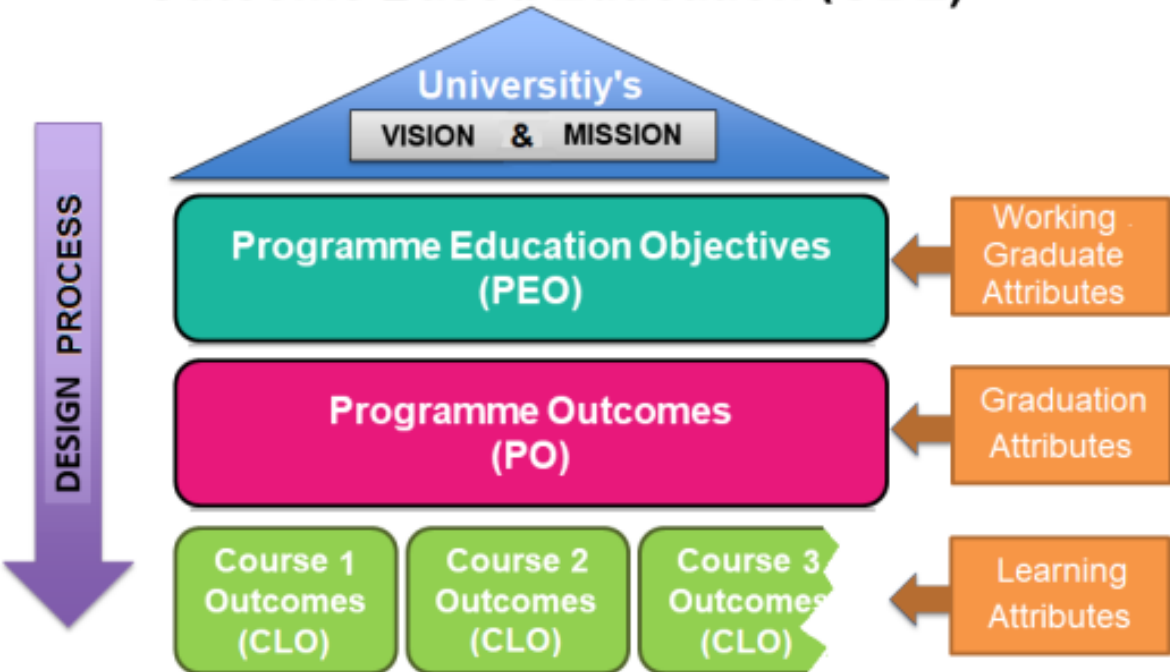 Universitiy's
VISION & MISSION
DESIGN PROCESS
Programme Education Objectives
(PEO)
Working
Graduate
Attributes
Programme Outcomes
(PO)
Graduation
Attributes
Course 1
Outcomes
(CLO)
Course 2
Outcomes
(CLO)
Course 3
Outcomes
(CLO)
Learning
Attributes